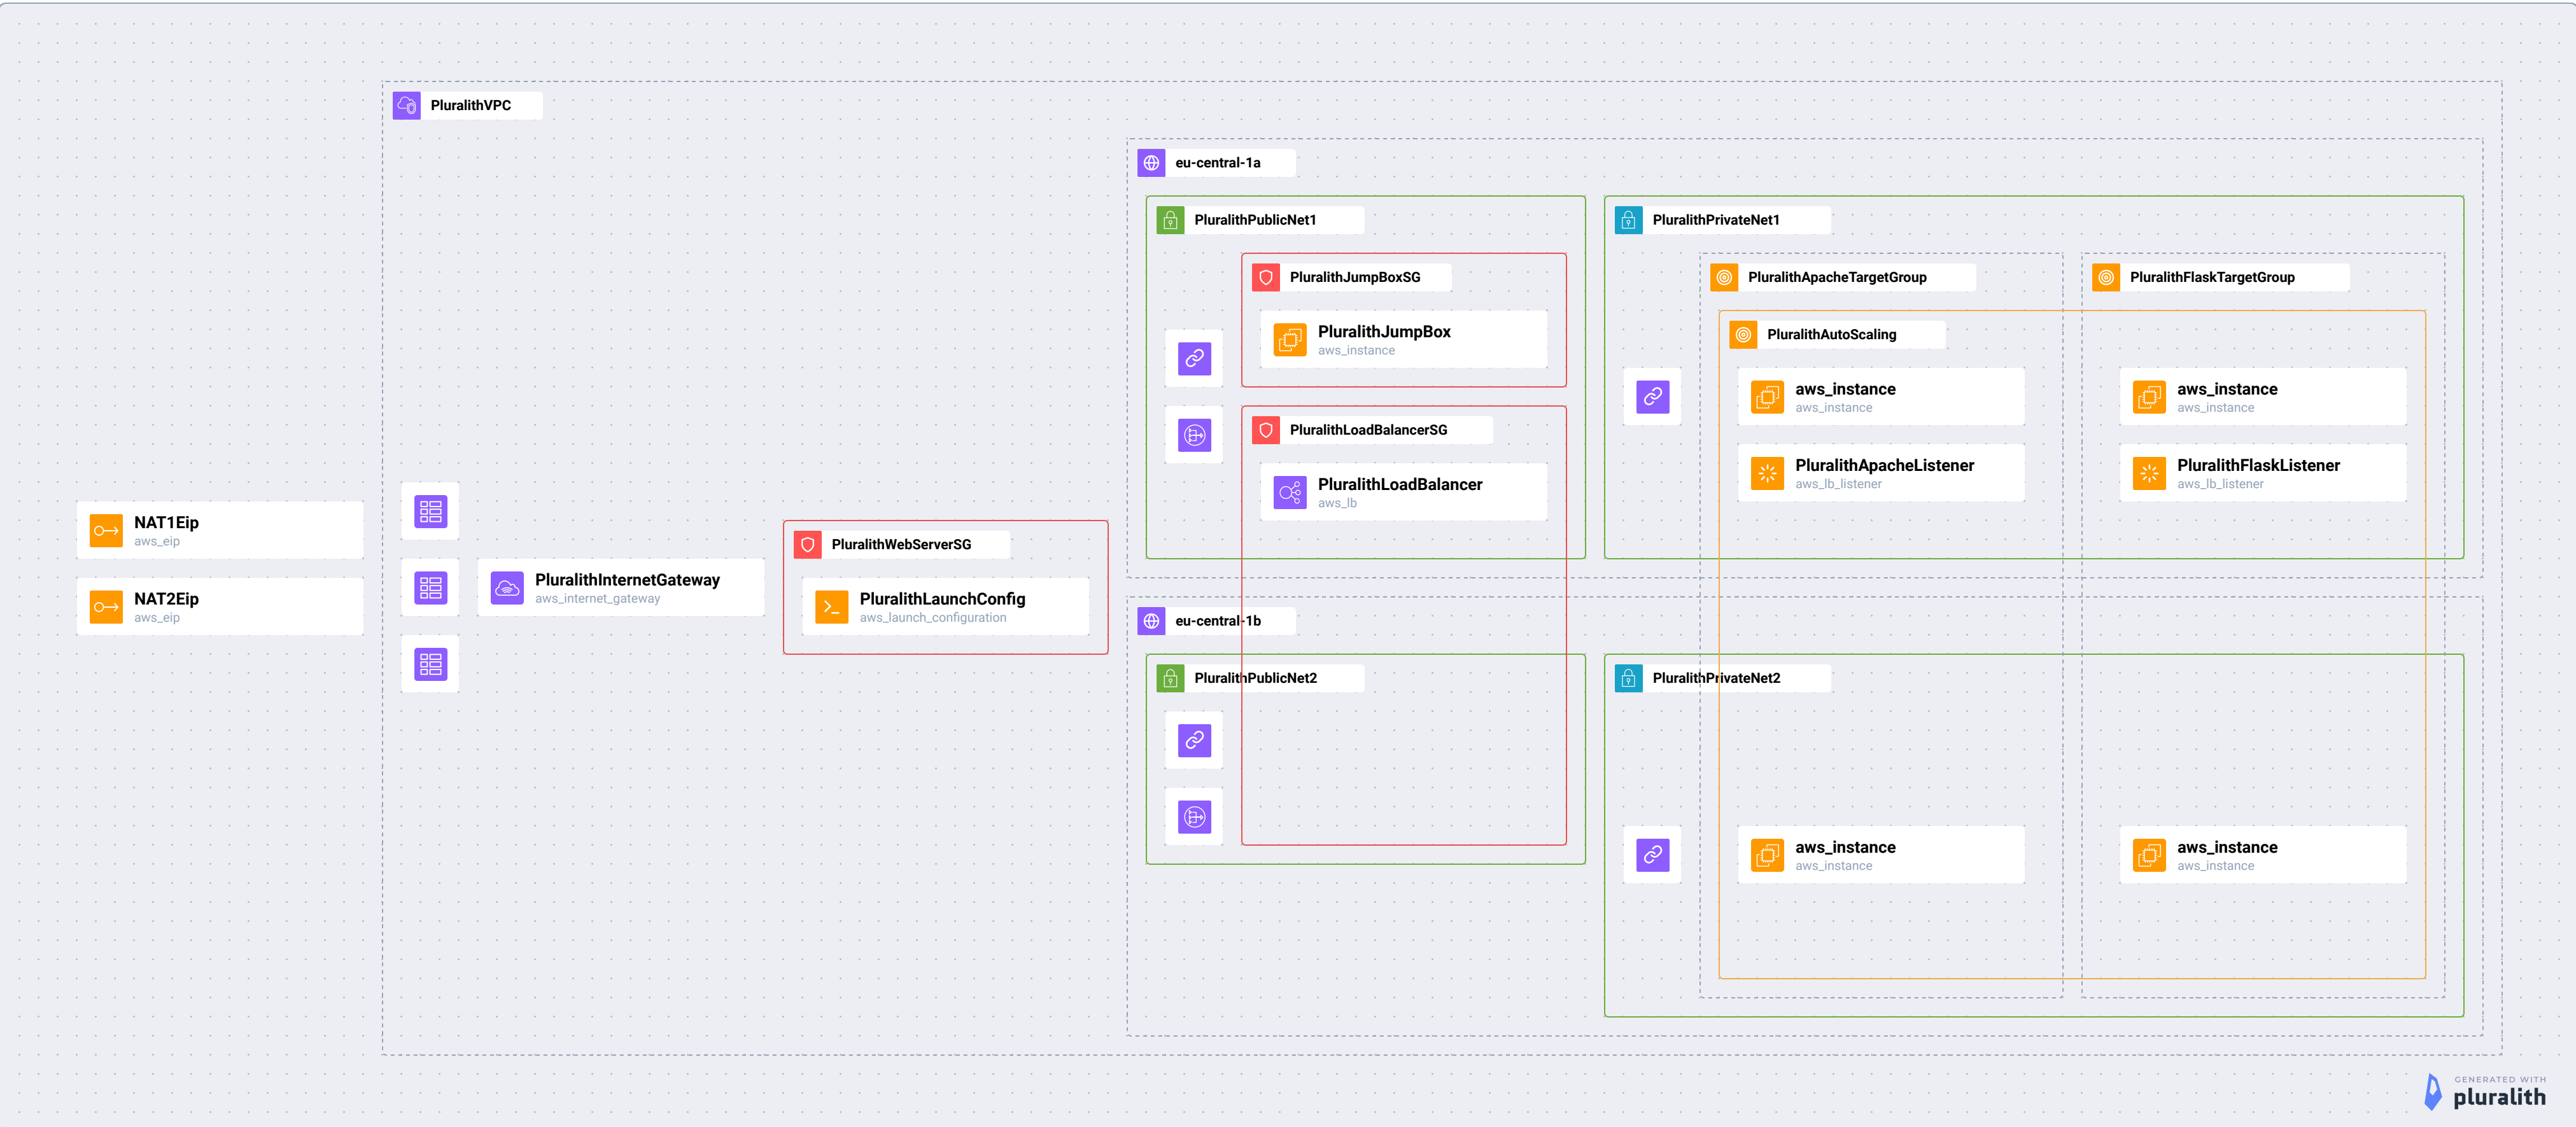 PluralithVPC
NAT1Eip
aws_eip
NAT2Eip
aws_eip
PluralithInternetGateway
aws_internet_gateway
PluralithWebServerSG
PluralithLaunchConfig
aws_launch_configuration
eu-central-1a
PluralithPublicNet1
PluralithJumpBoxSG
PluralithJumpBox
aws_instance
PluralithLoadBalancerSG
PluralithLoadBalancer
aws_lb
PluralithPrivateNet1
PluralithApacheTargetGroup
PluralithFlaskTargetGroup
PluralithAutoScaling
aws_instance
aws_instance
aws_instance
aws_instance
PluralithApacheListener
aws_lb_listener
PluralithFlaskListener
aws_lb_listener
eu-central-1b
PluralithPublicNet2
PluralithPrivateNet2
aws_instance
aws_instance
aws_instance
aws_instance
GENERATED WITH
pluralith